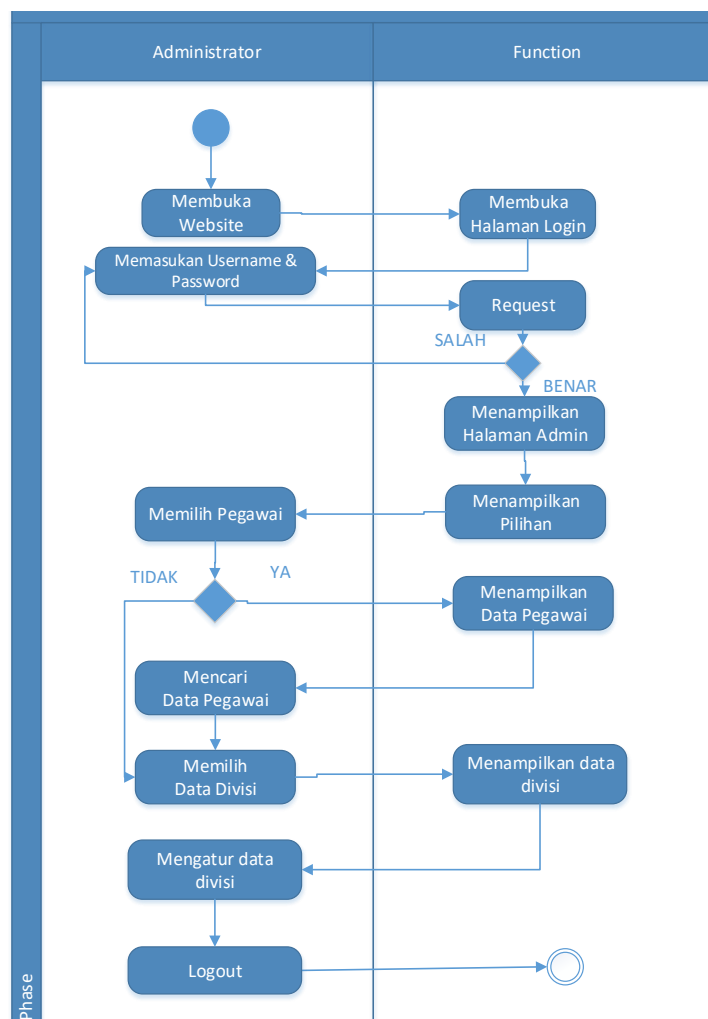 Administrator
Function
Membuka
Website
Membuka
Halaman Login
Memasukan Username &
Password
Request
SALAH
BENAR
Menampilkan
Halaman Admin
Memilih Pegawai
Menampilkan
Pilihan
TIDAK
YA
Menampilkan
Data Pegawai
Mencari
Data Pegawai
Memilih
Data Divisi
Menampilkan data
divisi
Mengatur data
divisi
Logout
Phase